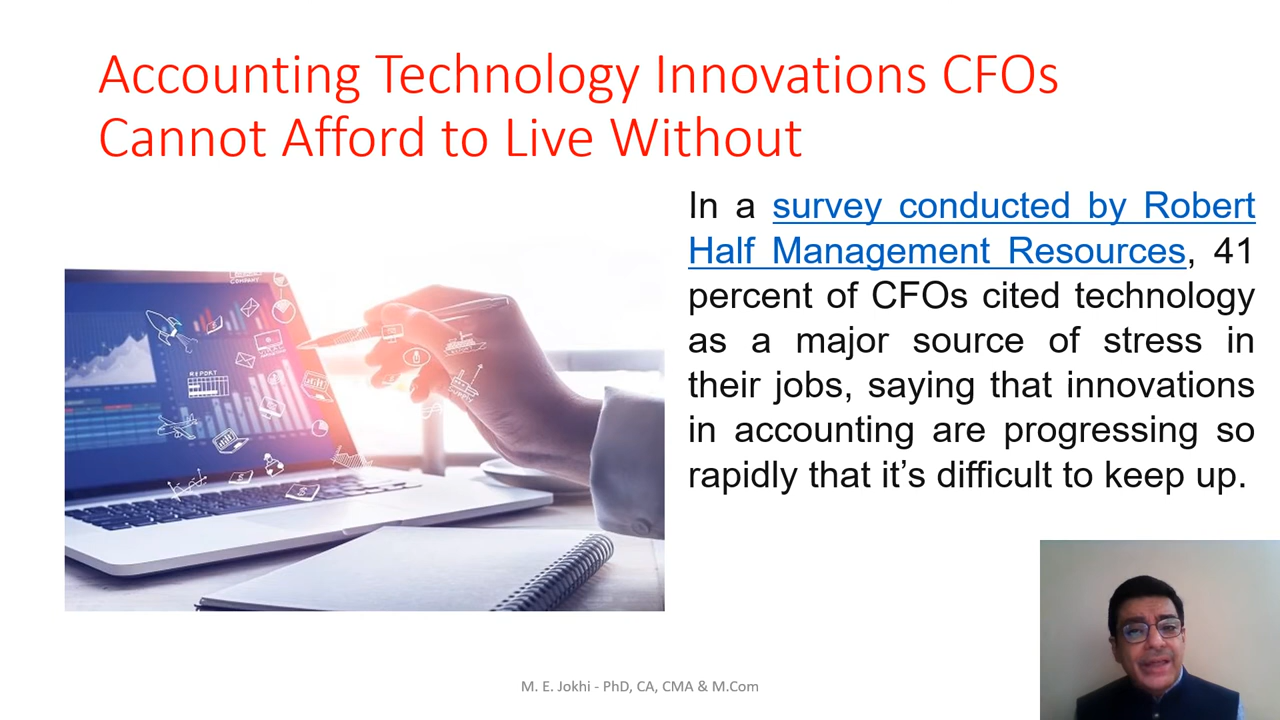 Accounting Technology Innovations CFOs
Cannot Afford to Live Without
In a survey conducted by Robert
Half Management Resources, 41
percent of CFOs cited technology
as a major source of stress in
their jobs, saying that innovations
in accounting are progressing so
rapidly that it’s difficult to keep up.
COMPANY
REPORT
M. E. Jokhi - PhD, CA, CMA & M.Com